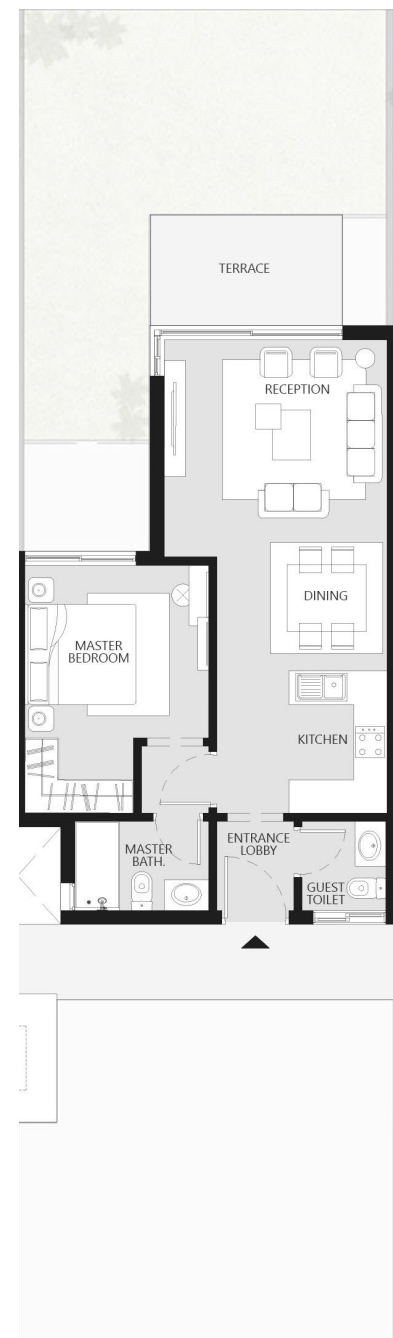 TERRACE
RECEPTION
DINING
MASTER
BEDROOM
KITCHEN
MASTER
BATH.
ENTRANCE
LOBBY
GUEST
TOILET